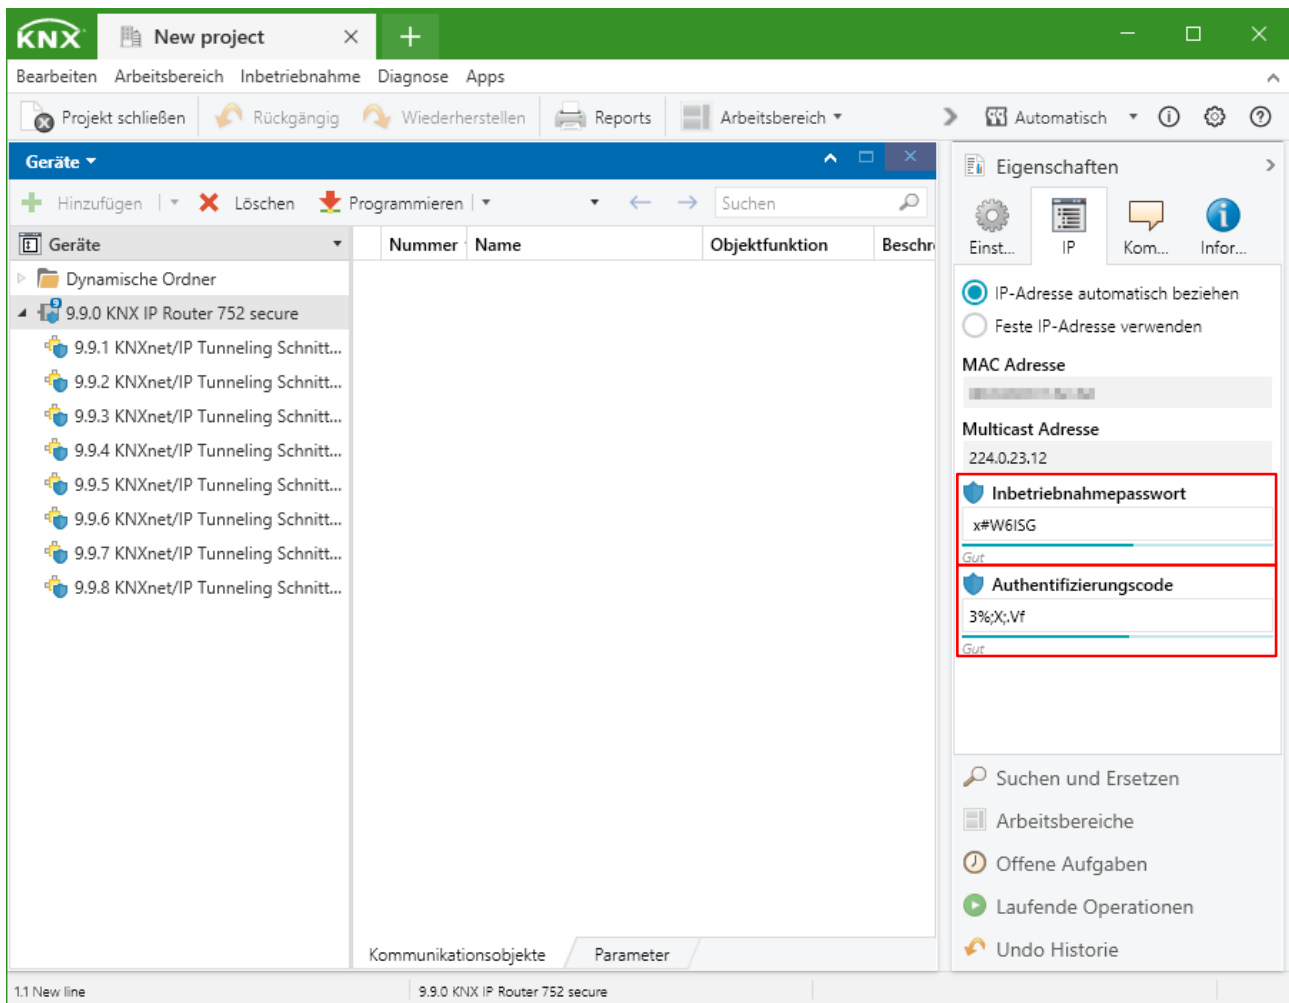 KNX New project
Bearbeiten Arbeitsbereich Inbetriebnahme Diagnose Apps
Projekt schließen Rückgängig Wiederherstellen Reports Arbeitsbereich Automatisch
Geräte
Hinzufügen Löschen Programmieren Suchen
Geräte
Nummer Name Objektfunktion Beschr
Dynamische Ordner
9.9.0 KNX IP Router 752 secure
9.9.1 KNXnet/IP Tunneling Schnitt...
9.9.2 KNXnet/IP Tunneling Schnitt...
9.9.3 KNXnet/IP Tunneling Schnitt...
9.9.4 KNXnet/IP Tunneling Schnitt...
9.9.5 KNXnet/IP Tunneling Schnitt...
9.9.6 KNXnet/IP Tunneling Schnitt...
9.9.7 KNXnet/IP Tunneling Schnitt...
9.9.8 KNXnet/IP Tunneling Schnitt...
Kommunikationsobjekte Parameter
Eigenschaften
Einst... IP Kom... Infor...
IP-Adresse automatisch beziehen
Feste IP-Adresse verwenden
MAC Adresse
Multicast Adresse
224.0.23.12
Inbetriebnahmepasswort
x#W6ISG
Gut
Authentifizierungscode
3%;X;.Vf
Gut
Suchen und Ersetzen
Arbeitsbereiche
Offene Aufgaben
Laufende Operationen
Undo Historie
1.1 New line 9.9.0 KNX IP Router 752 secure